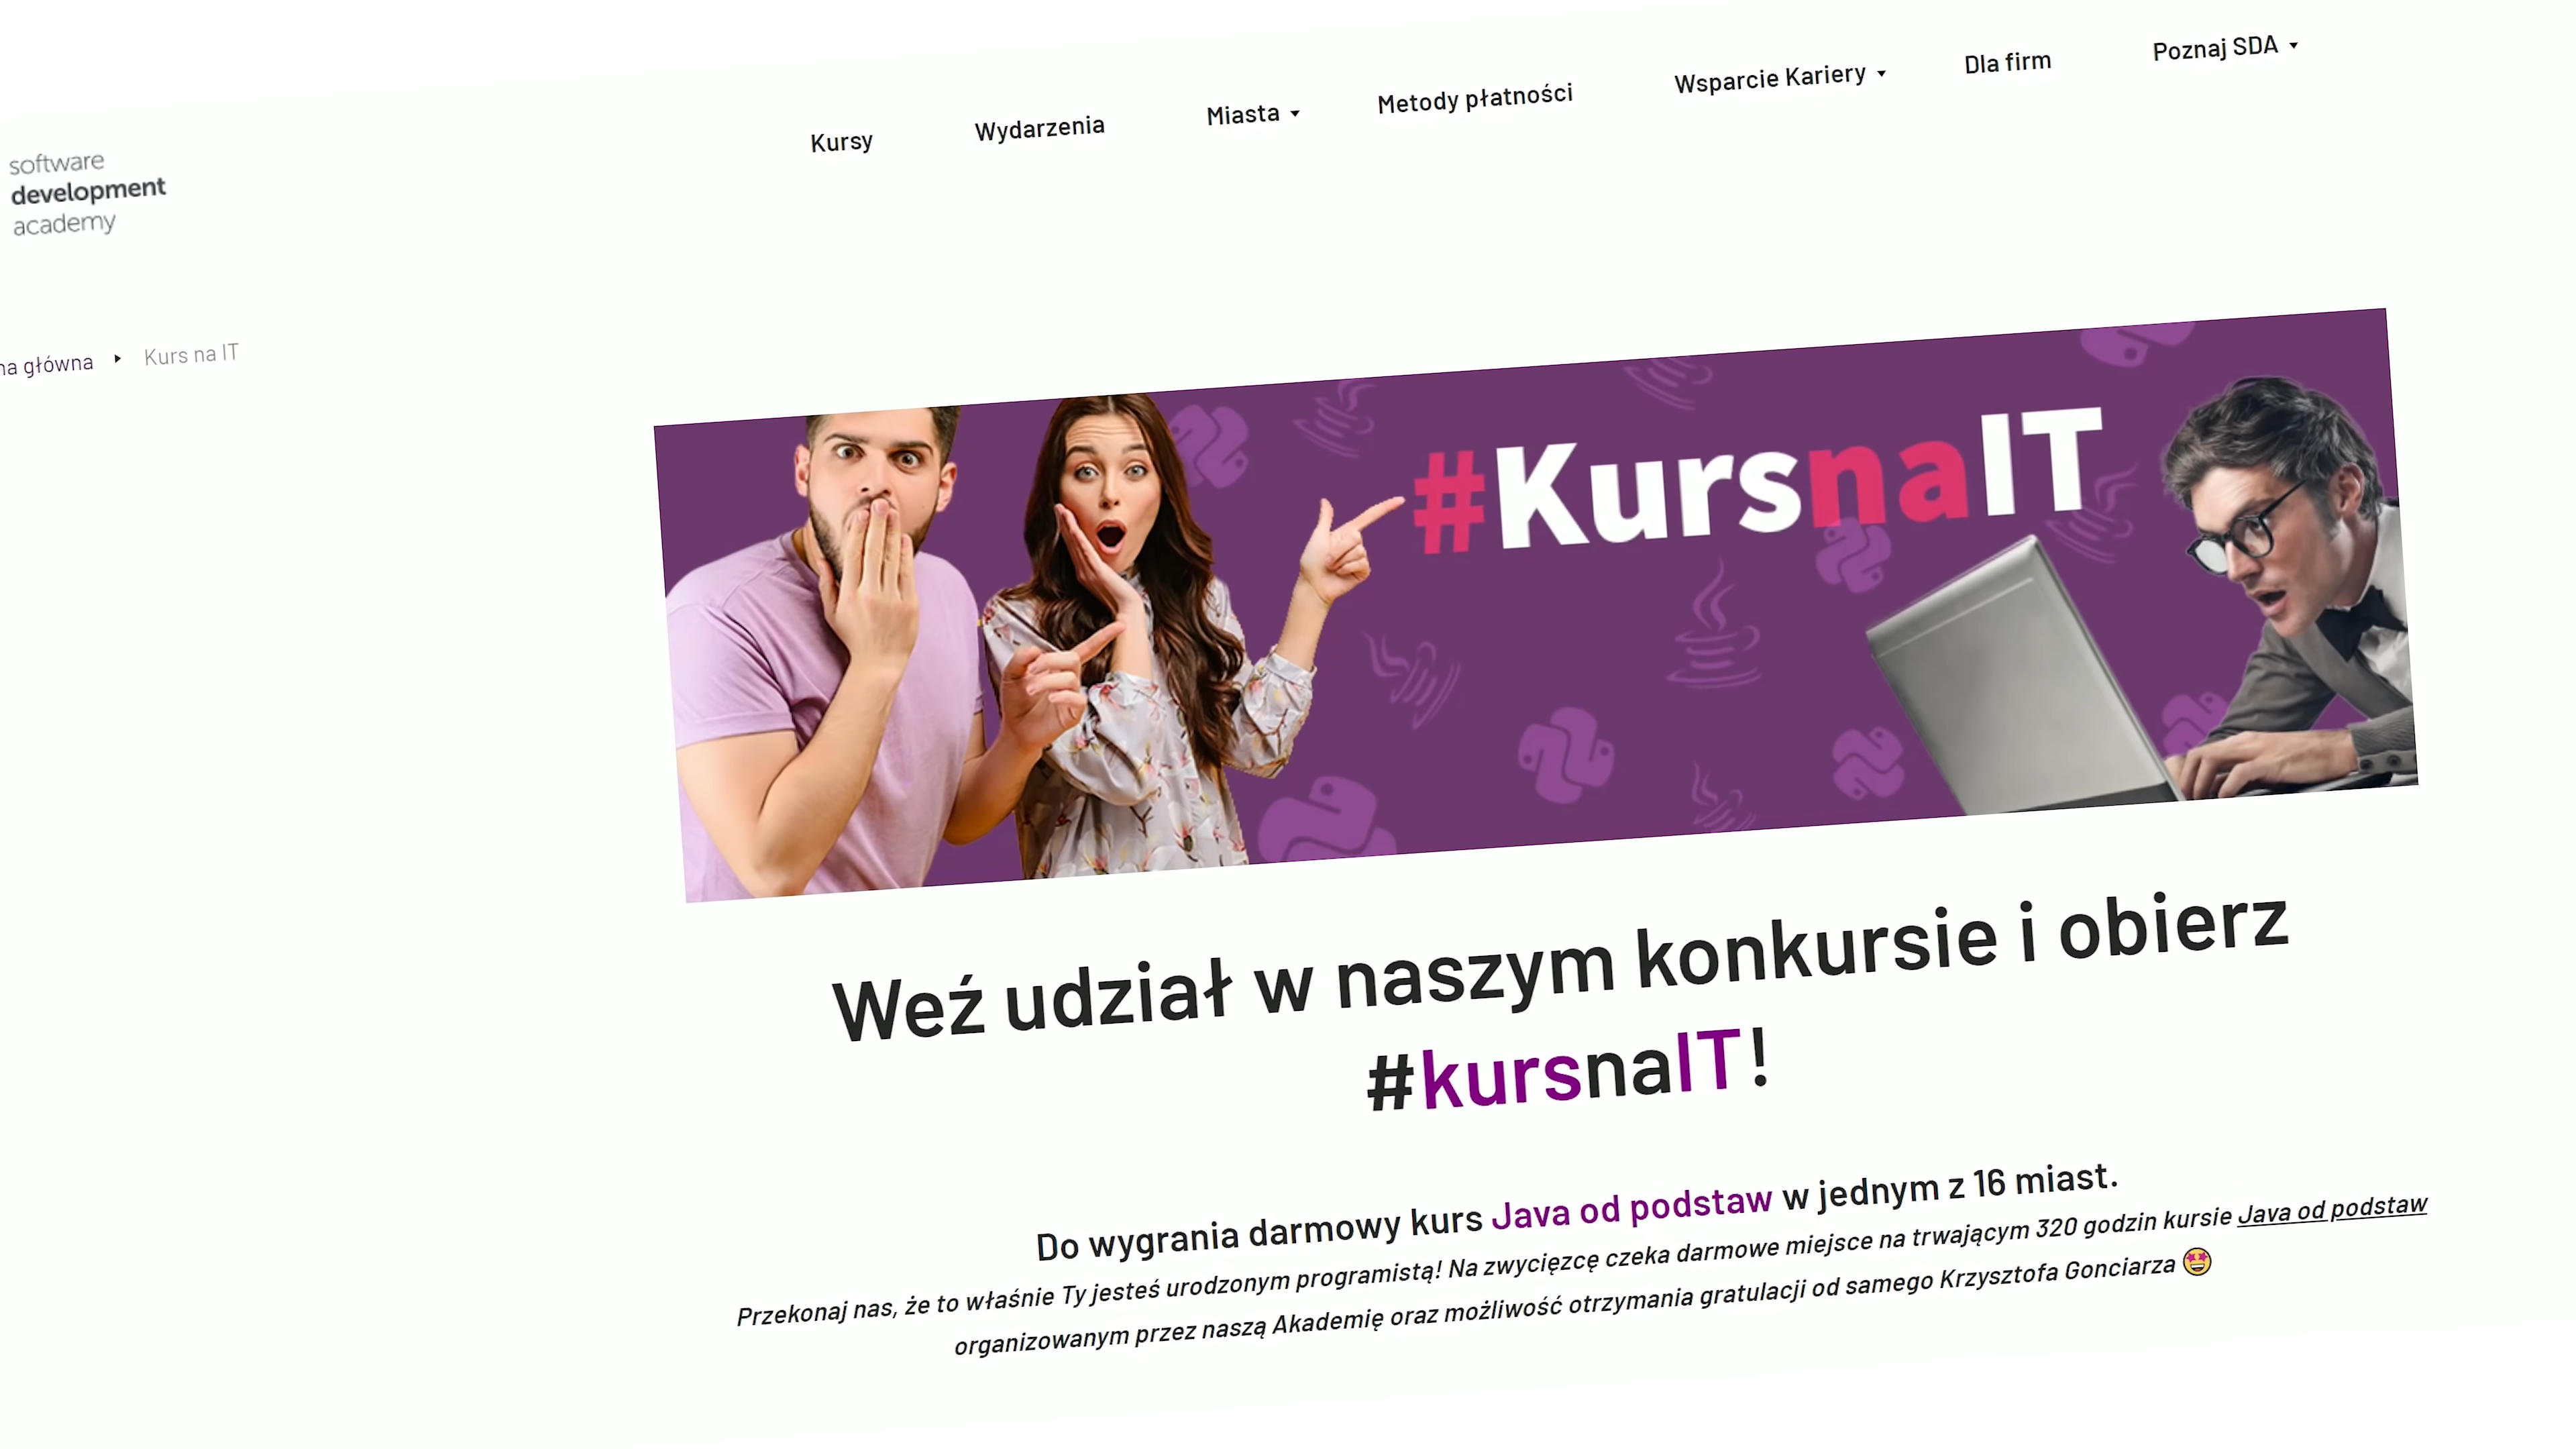 software
development
academy
Kursy
Wydarzenia
Miasta
Metody płatności
Wsparcie Kariery
Dla firm
Poznaj SDA
na główna
Kurs na IT
#KursnaIT
Weź udział w naszym konkursie i obierz
#kursnaIT!
Do wygrania darmowy kurs Java od podstaw w jednym z 16 miast.
Przekonaj nas, że to właśnie Ty jesteś urodzonym programistą! Na zwycięzcę czeka darmowe miejsce na trwającym 320 godzin kursie Java od podstaw
organizowanym przez naszą Akademię oraz możliwość otrzymania gratulacji od samego Krzysztofa Gonciarza 🤩